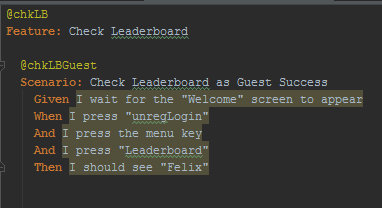 @chkLB
Feature: Check Leaderboard
@chkLBGuest
Scenario: Check Leaderboard as Guest Success
Given I wait for the "Welcome" screen to appear
When I press "unregLogin"
And I press the menu key
And I press "Leaderboard"
Then I should see "Felix"